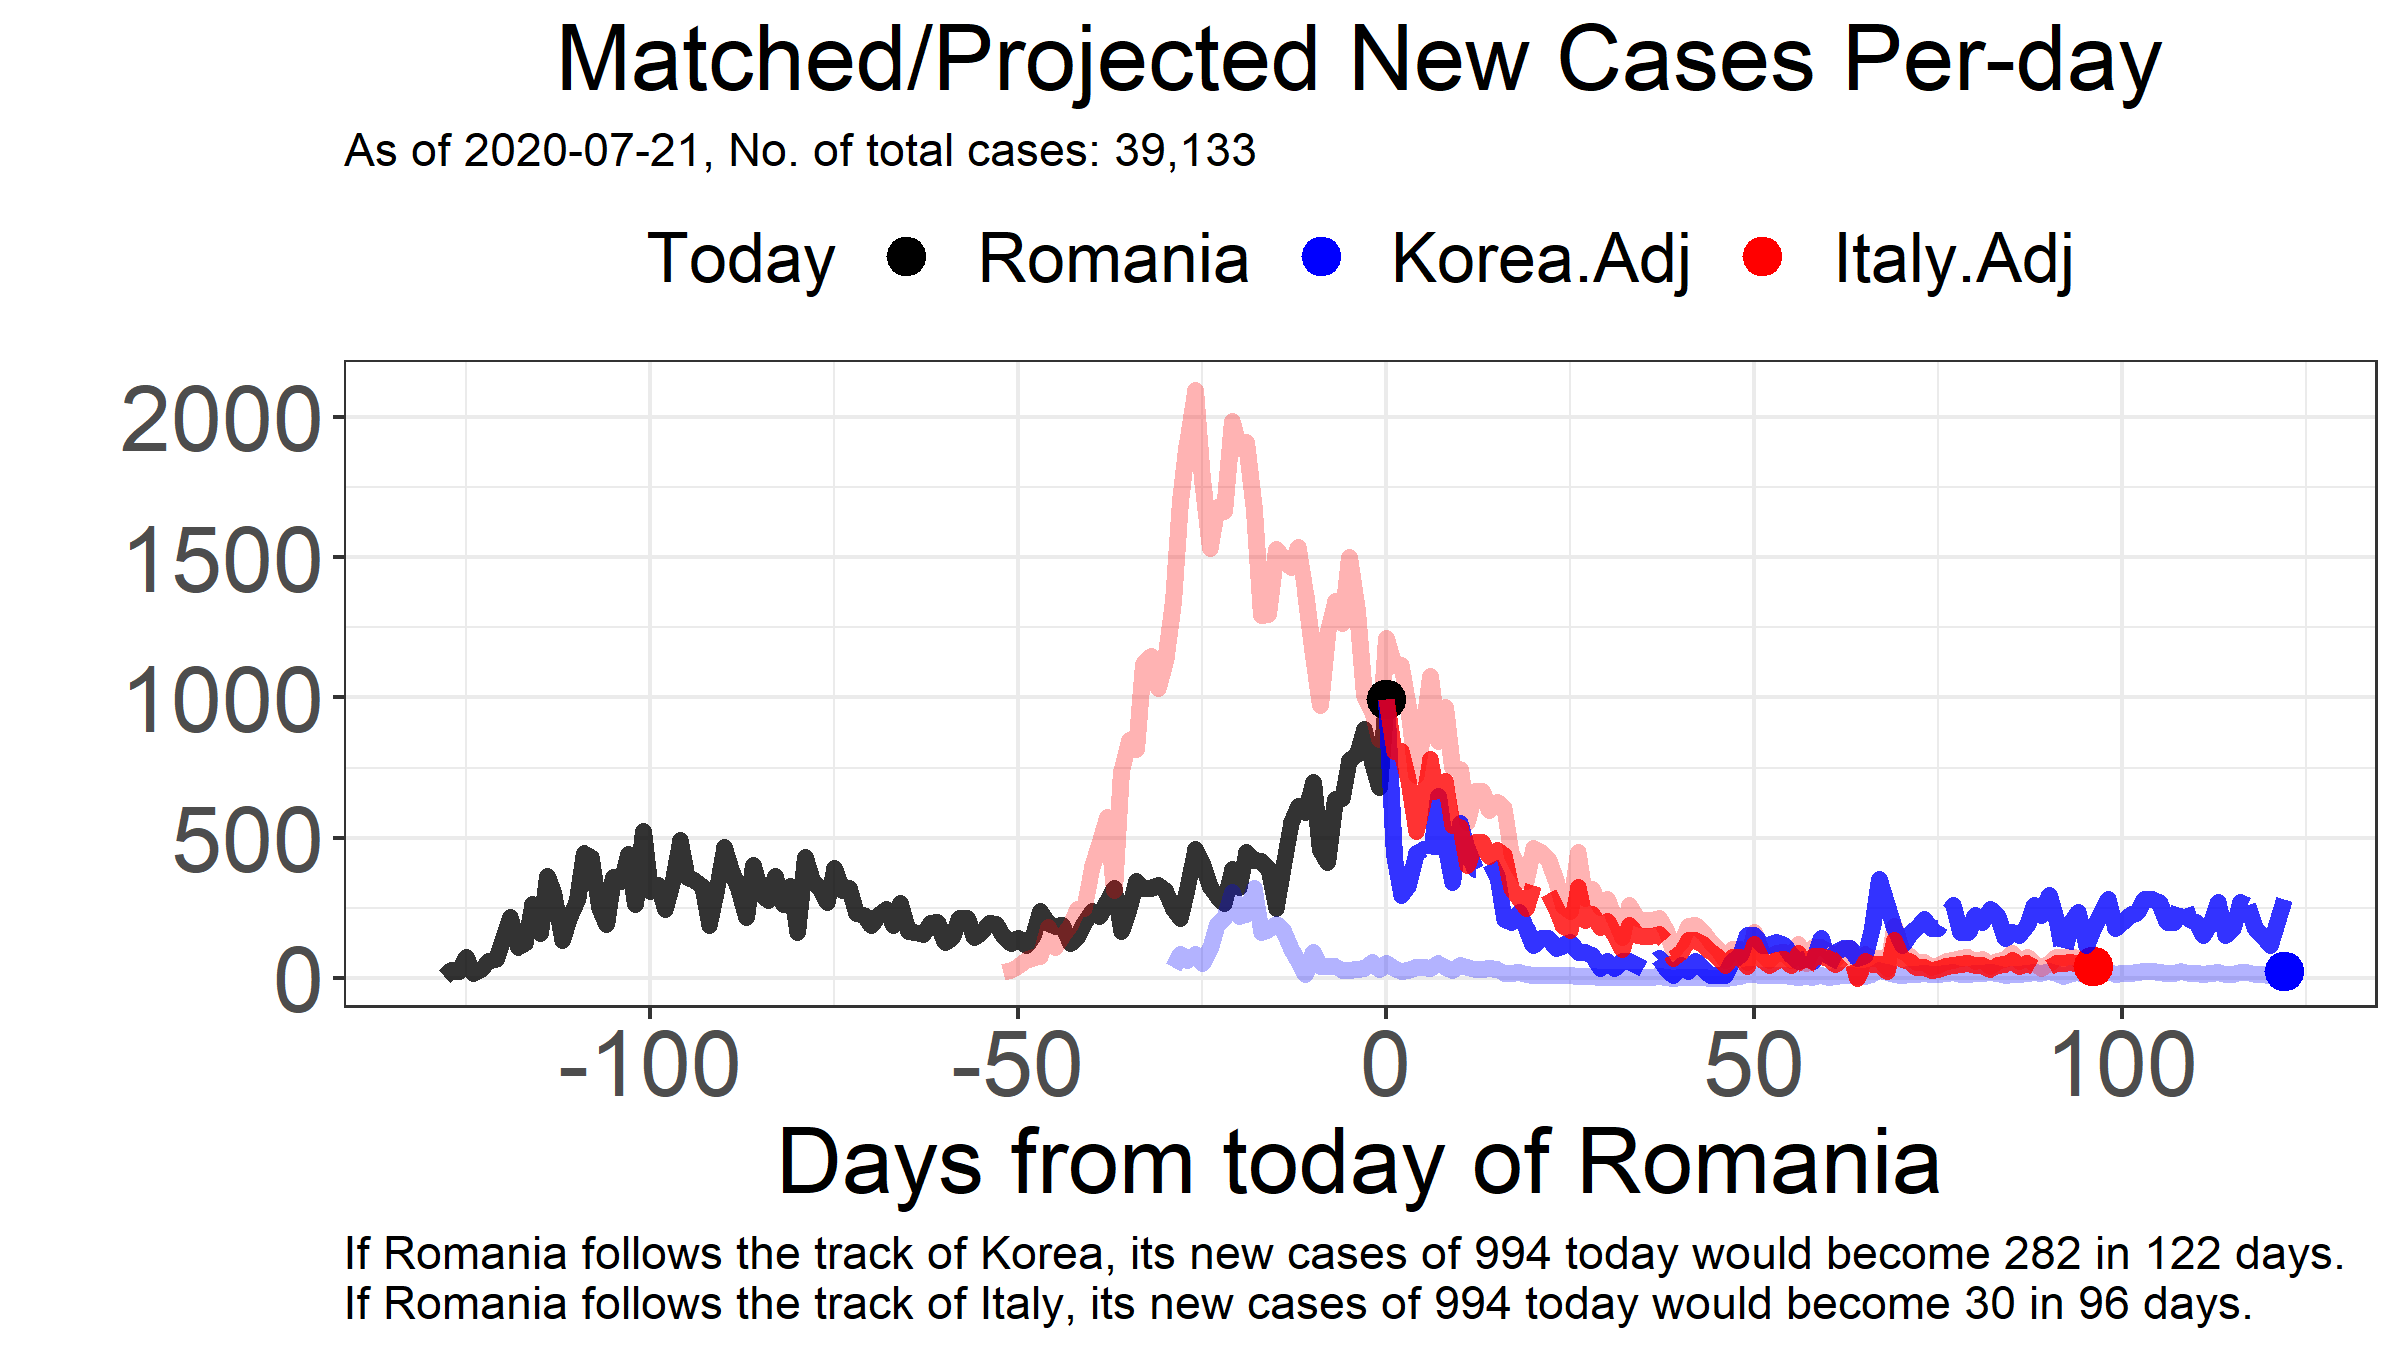 Matched/Projected New Cases Per-day
As of 2020-07-21, No. of total cases: 39,133
Today Romania Korea.Adj Italy.Adj
2000
1500
1000
500
0
-100 -50 0 50 100
Days from today of Romania
If Romania follows the track of Korea, its new cases of 994 today would become 282 in 122 days.
If Romania follows the track of Italy, its new cases of 994 today would become 30 in 96 days.